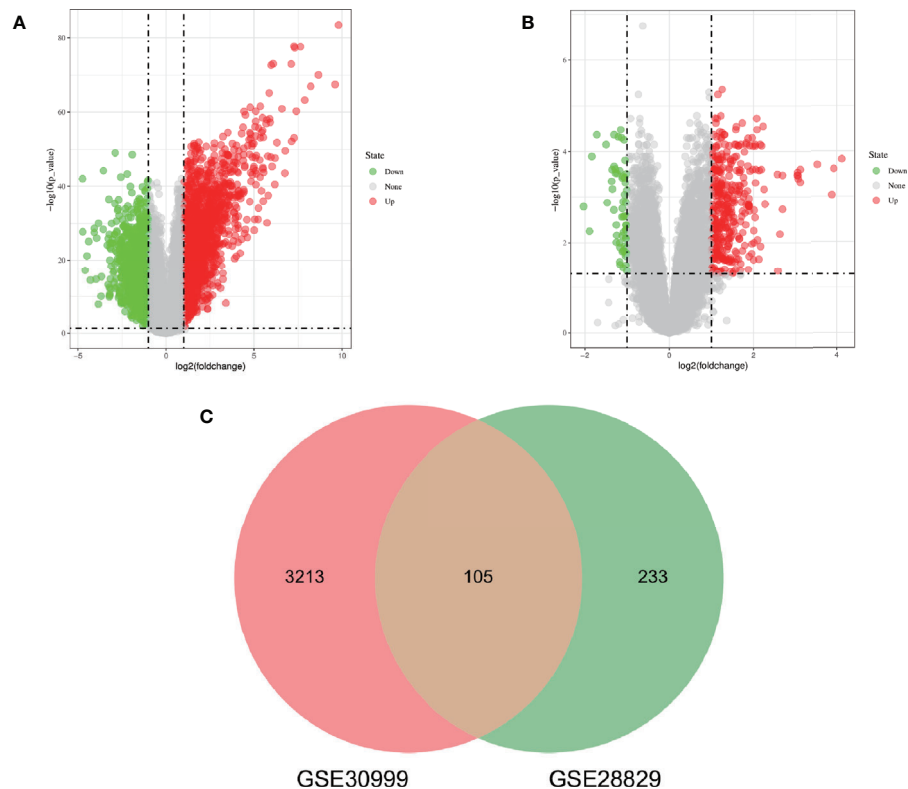 A
80
60
40
20
0
-5
0
5
10
−log10(p_value)
log2(foldchange)
State
Down
None
Up
B
6
4
2
0
-2
0
2
4
−log10(p_value)
log2(foldchange)
State
Down
None
Up
C
3213
105
233
GSE30999
GSE28829